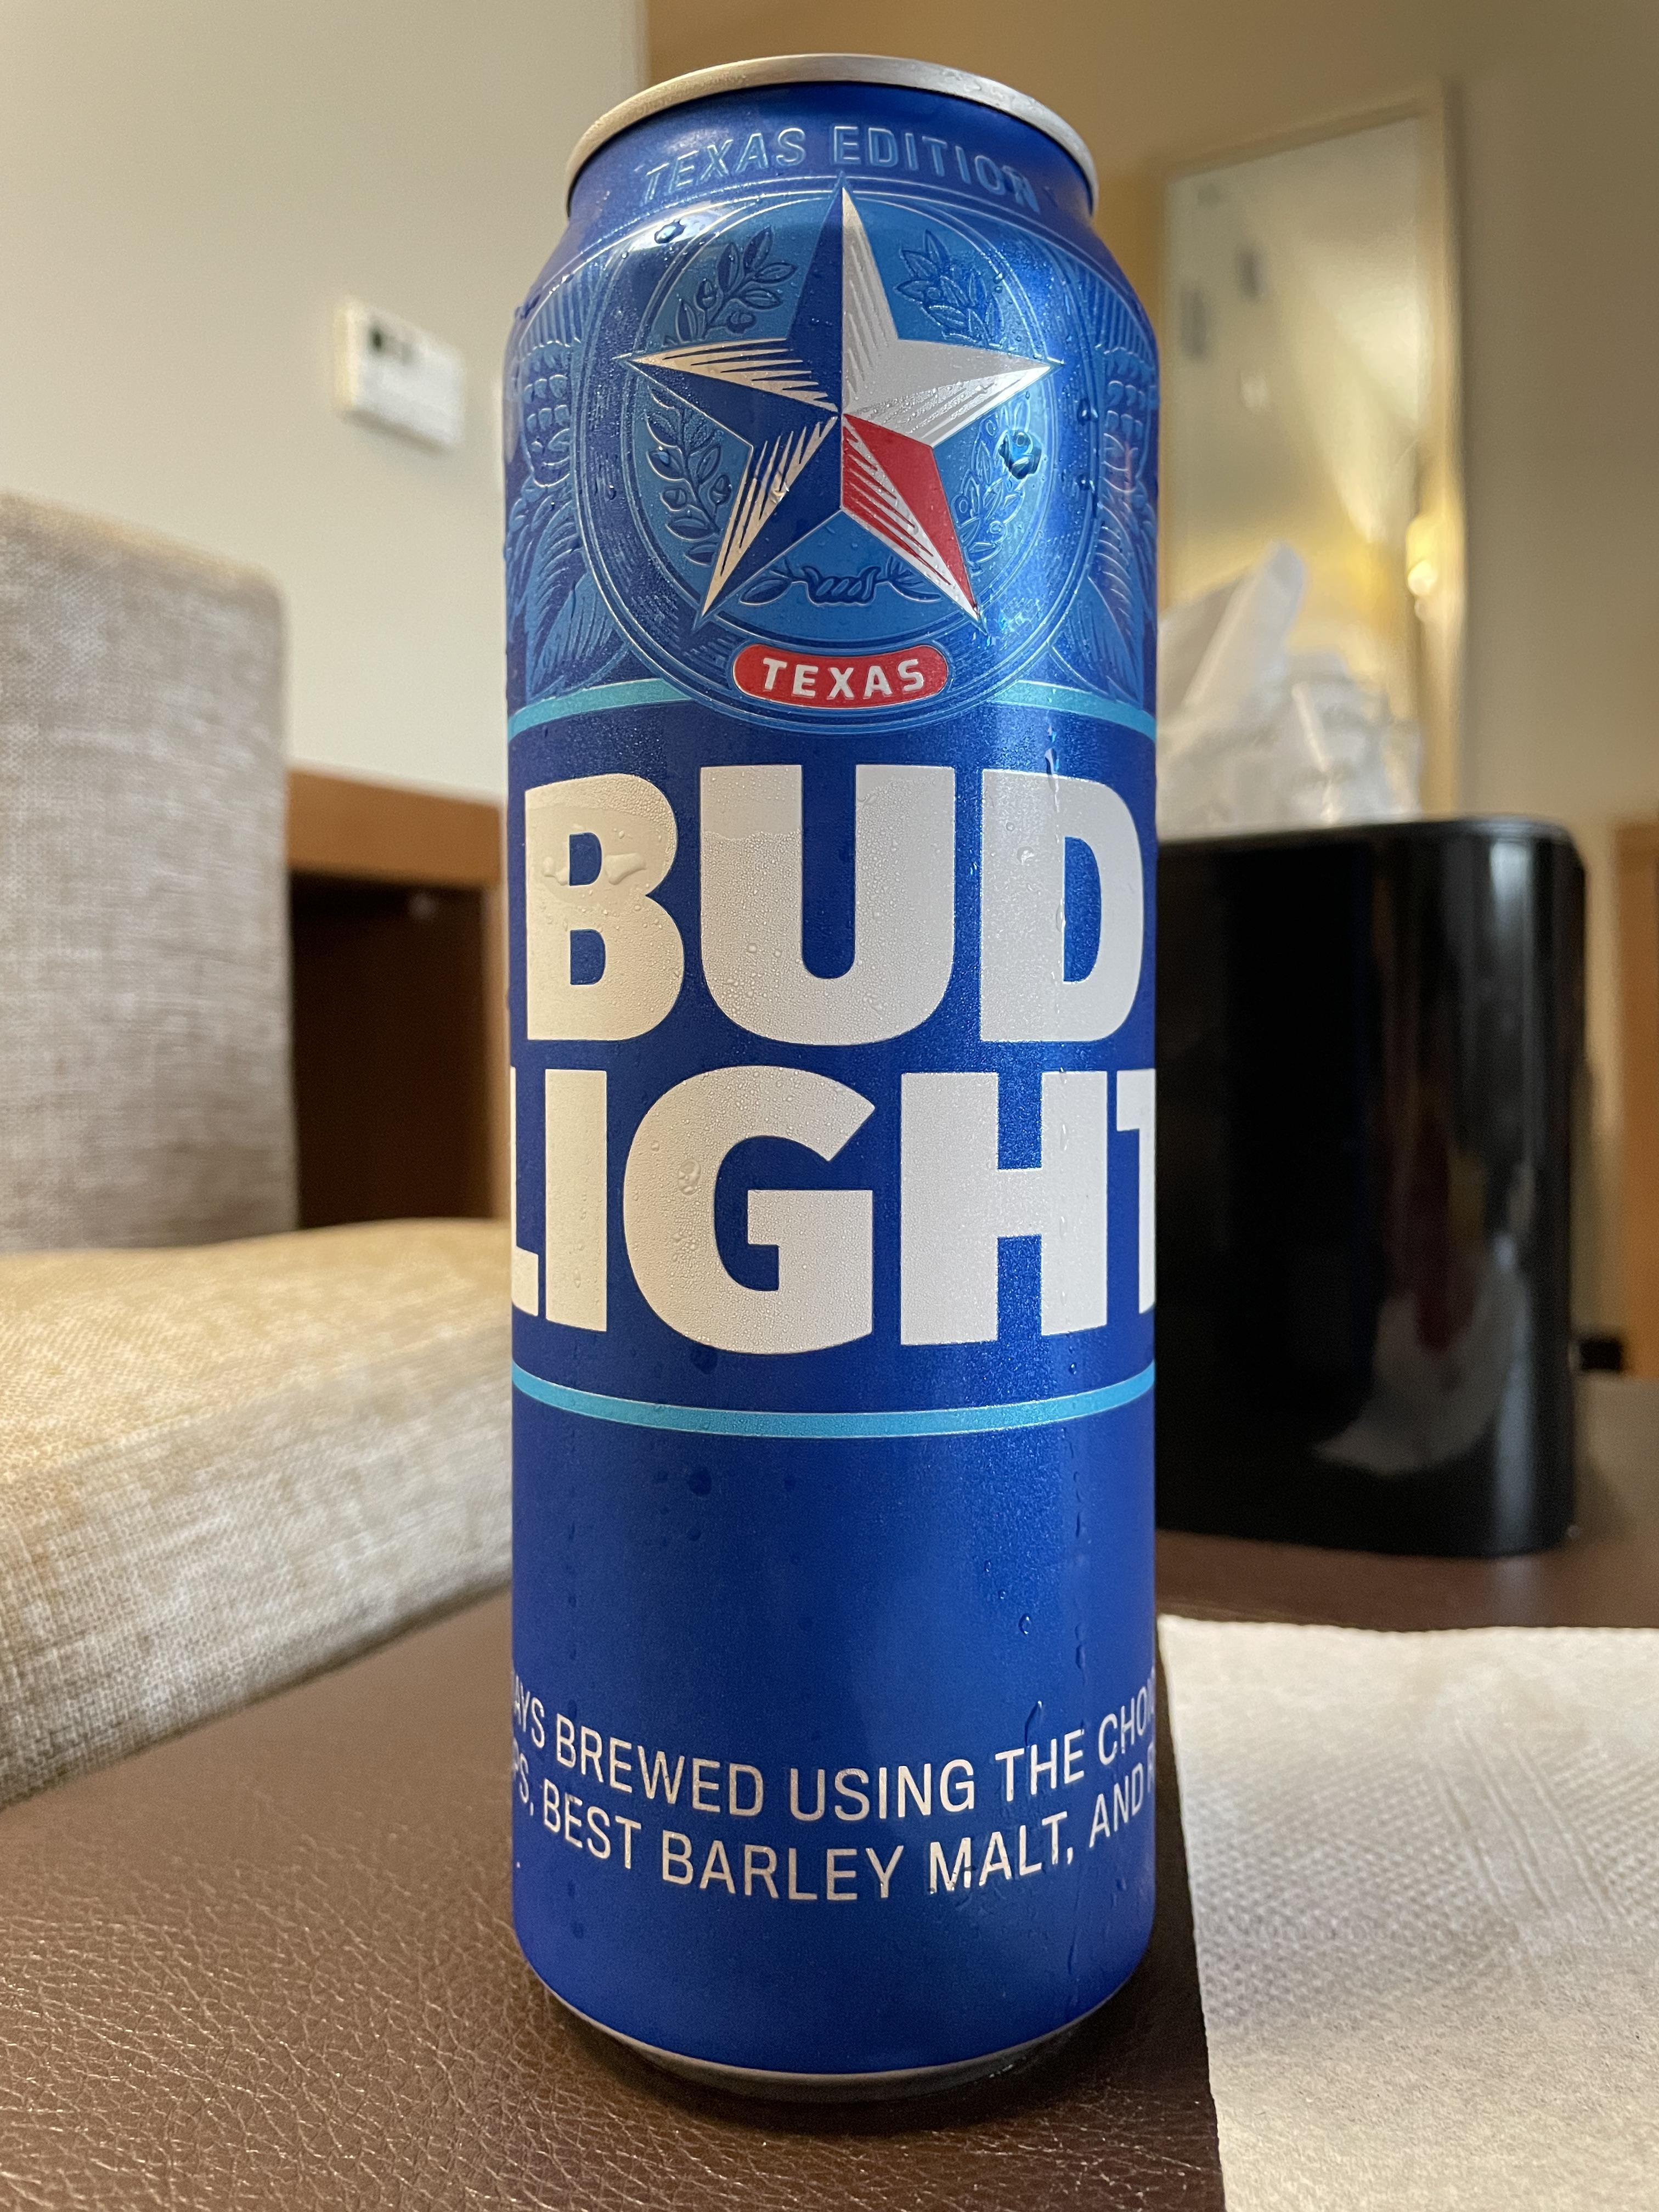 TEXAS EDITION
TEXAS
BUD
LIGHT
BREWED USING THE
BEST BARLEY MALT, AND